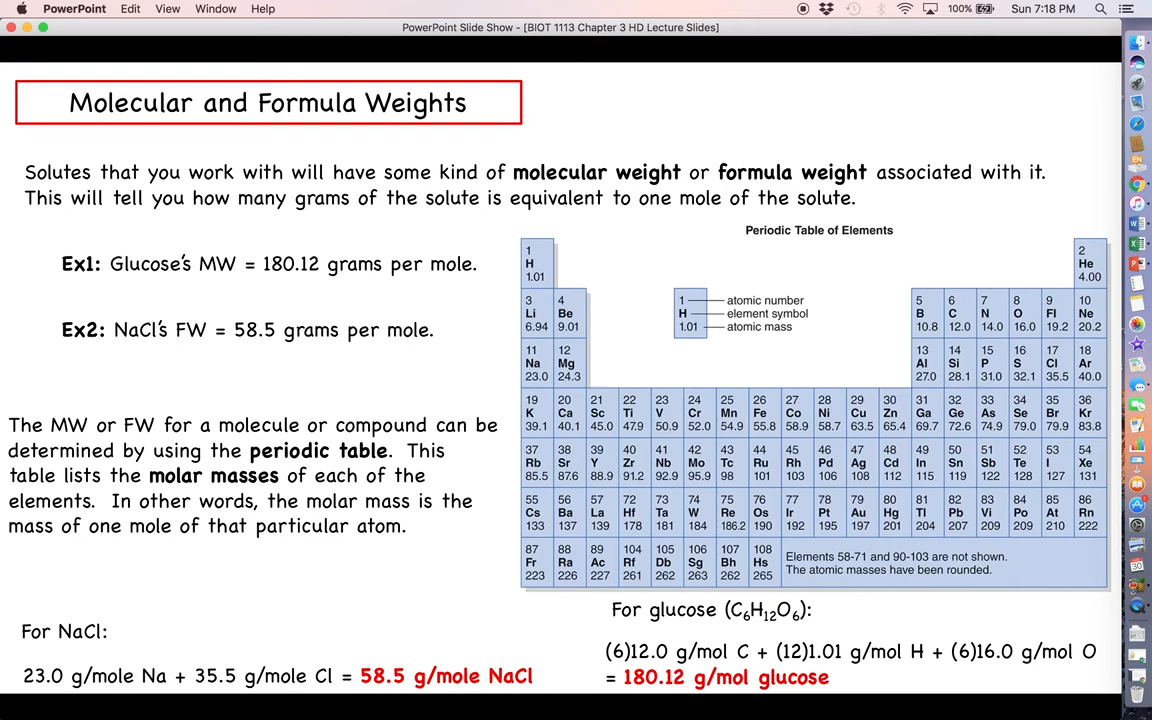 PowerPoint Edit View Window Help 100% Sun 7:18 PM
PowerPoint Slide Show - [BIOT 1113 Chapter 3 HD Lecture Slides]
Molecular and Formula Weights
Solutes that you work with will have some kind of molecular weight or formula weight associated with it.
This will tell you how many grams of the solute is equivalent to one mole of the solute.
Ex1: Glucose's MW = 180.12 grams per mole.
Ex2: NaCl's FW = 58.5 grams per mole.
The MW or FW for a molecule or compound can be
determined by using the periodic table. This
table lists the molar masses of each of the
elements. In other words, the molar mass is the
mass of one mole of that particular atom.
Periodic Table of Elements
1 2
H He
1.01 4.00
1 atomic number
H element symbol
1.01 atomic mass
3 4 5 6 7 8 9 10
Li Be B C N O Fl Ne
6.94 9.01 10.8 12.0 14.0 16.0 19.2 20.2
11 12 13 14 15 16 17 18
Na Mg Al Si P S Cl Ar
23.0 24.3 27.0 28.1 31.0 32.1 35.5 40.0
19 20 21 22 23 24 25 26 27 28 29 30 31 32 33 34 35 36
K Ca Sc Ti V Cr Mn Fe Co Ni Cu Zn Ga Ge As Se Br Kr
39.1 40.1 45.0 47.9 50.9 52.0 54.9 55.8 58.9 58.7 63.5 65.4 69.7 72.6 74.9 79.0 79.9 83.8
37 38 39 40 41 42 43 44 45 46 47 48 49 50 51 52 53 54
Rb Sr Y Zr Nb Mo Tc Ru Rh Pd Ag Cd In Sn Sb Te I Xe
85.5 87.6 88.9 91.2 92.9 95.9 98 101 103 106 108 112 115 119 122 128 127 131
55 56 57 72 73 74 75 76 77 78 79 80 81 82 83 84 85 86
Cs Ba La Hf Ta W Re Os Ir Pt Au Hg Tl Pb Vi Po At Rn
133 137 139 178 181 184 186.2 190 192 195 197 201 204 207 209 209 210 222
87 88 89 104 105 106 107 108
Fr Ra Ac Rf Db Sg Bh Hs
223 226 227 261 262 263 262 265
Elements 58-71 and 90-103 are not shown.
The atomic masses have been rounded.
For NaCl:
23.0 g/mole Na + 35.5 g/mole Cl = 58.5 g/mole NaCl
For glucose (C₆H₁₂O₆):
(6)12.0 g/mol C + (12)1.01 g/mol H + (6)16.0 g/mol O
= 180.12 g/mol glucose